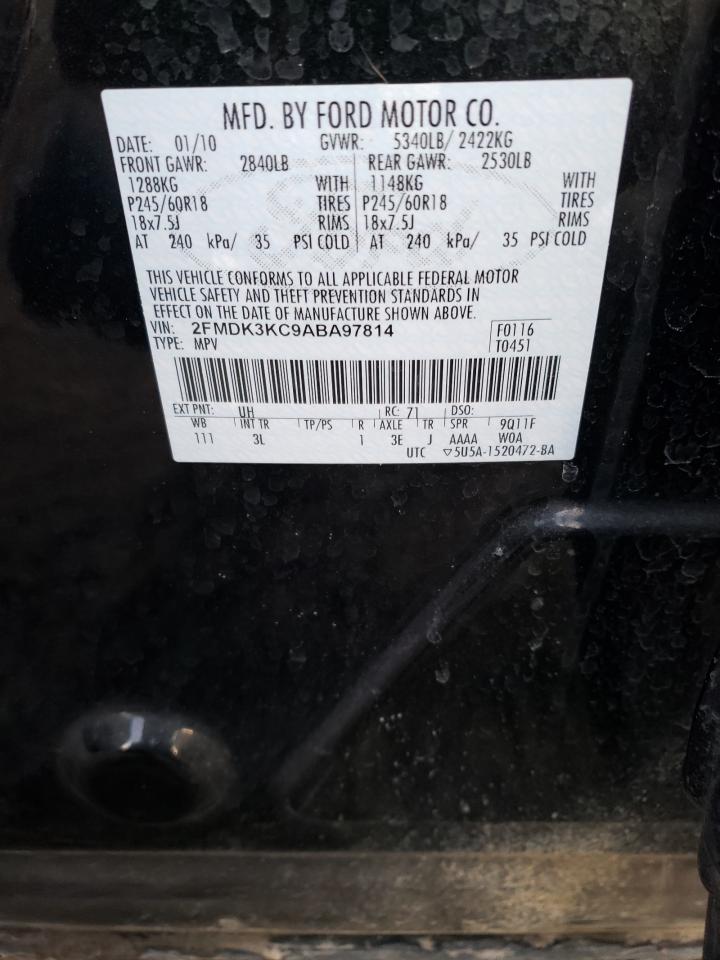 MFD. BY FORD MOTOR CO.
DATE: 01/10 GVWR: 5340LB/ 2422KG
FRONT GAWR: 2840LB REAR GAWR: 2530LB
1288KG WITH 1148KG WITH
P245/60R18 TIRES P245/60R18 TIRES
18x7.5J RIMS 18x7.5J RIMS
AT 240 kPa/ 35 PSI COLD AT 240 kPa/ 35 PSI COLD
THIS VEHICLE CONFORMS TO ALL APPLICABLE FEDERAL MOTOR
VEHICLE SAFETY AND THEFT PREVENTION STANDARDS IN
EFFECT ON THE DATE OF MANUFACTURE SHOWN ABOVE.
VIN: 2FMDK3KC9ABA97814 F0116
TYPE: MPV T0451
EXT PNT: UH RC: 71 DSO:
WB INT TR TP/PS R AXLE TR SPR 9Q11F
111 3L 1 3E J AAAA W0A
UTC ▽5U5A-1520472-BA